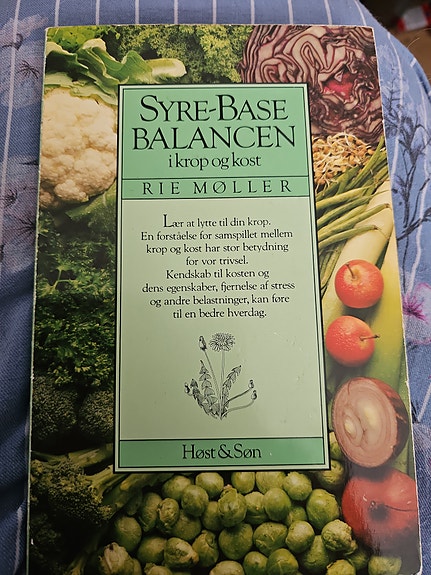 SYRE-BASE
BALANCEN
i krop og kost
RIE MØLLER
Lær at lytte til din krop.
En forståelse for samspillet mellem
krop og kost har stor betydning
for vor trivsel.
Kendskab til kosten og
dens egenskaber, fjernelse af stress
og andre belastninger, kan føre
til en bedre hverdag.
Høst & Søn